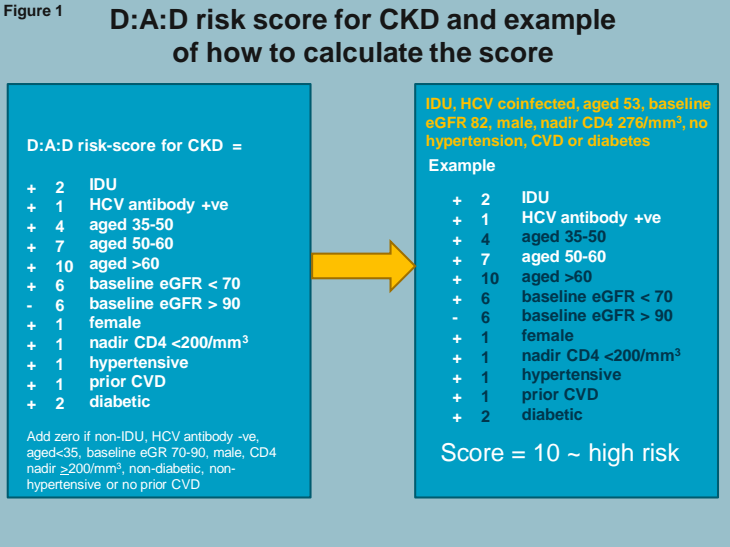 Figure 1
D:A:D risk score for CKD and example
of how to calculate the score
D:A:D risk-score for CKD =
+ 2 IDU
+ 1 HCV antibody +ve
+ 4 aged 35-50
+ 7 aged 50-60
+ 10 aged >60
+ 6 baseline eGFR < 70
- 6 baseline eGFR > 90
+ 1 female
+ 1 nadir CD4 <200/mm³
+ 1 hypertensive
+ 1 prior CVD
+ 2 diabetic
Add zero if non-IDU, HCV antibody -ve,
aged<35, baseline eGR 70-90, male, CD4
nadir ≥200/mm³, non-diabetic, non-
hypertensive or no prior CVD
IDU, HCV coinfected, aged 53, baseline
eGFR 82, male, nadir CD4 276/mm³, no
hypertension, CVD or diabetes
Example
+ 2 IDU
+ 1 HCV antibody +ve
+ 4 aged 35-50
+ 7 aged 50-60
+ 10 aged >60
+ 6 baseline eGFR < 70
- 6 baseline eGFR > 90
+ 1 female
+ 1 nadir CD4 <200/mm³
+ 1 hypertensive
+ 1 prior CVD
+ 2 diabetic
Score = 10 ~ high risk